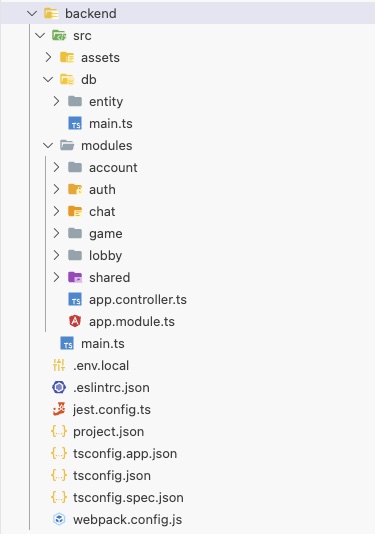 backend
src
assets
db
entity
main.ts
modules
account
auth
chat
game
lobby
shared
app.controller.ts
app.module.ts
main.ts
.env.local
.eslintrc.json
jest.config.ts
project.json
tsconfig.app.json
tsconfig.json
tsconfig.spec.json
webpack.config.js